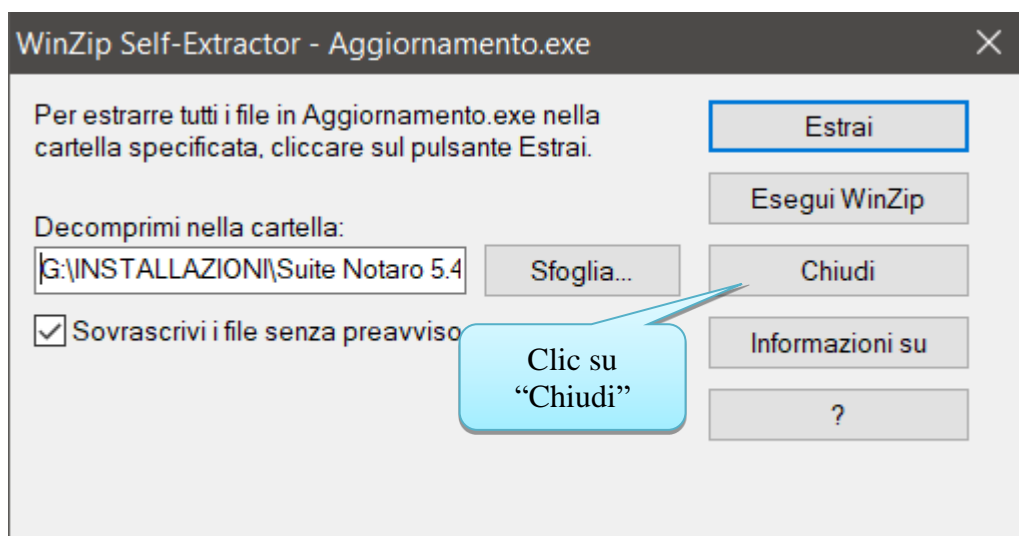 WinZip Self-Extractor - Aggiornamento.exe
Per estrarre tutti i file in Aggiornamento.exe nella
cartella specificata, cliccare sul pulsante Estrai.
Estrai
Esegui WinZip
Decomprimi nella cartella:
G:\INSTALLAZIONI\Suite Notaro 5.4
Sfoglia...
Chiudi
Sovrascrivi i file senza preavviso
Clic su
“Chiudi”
Informazioni su
?